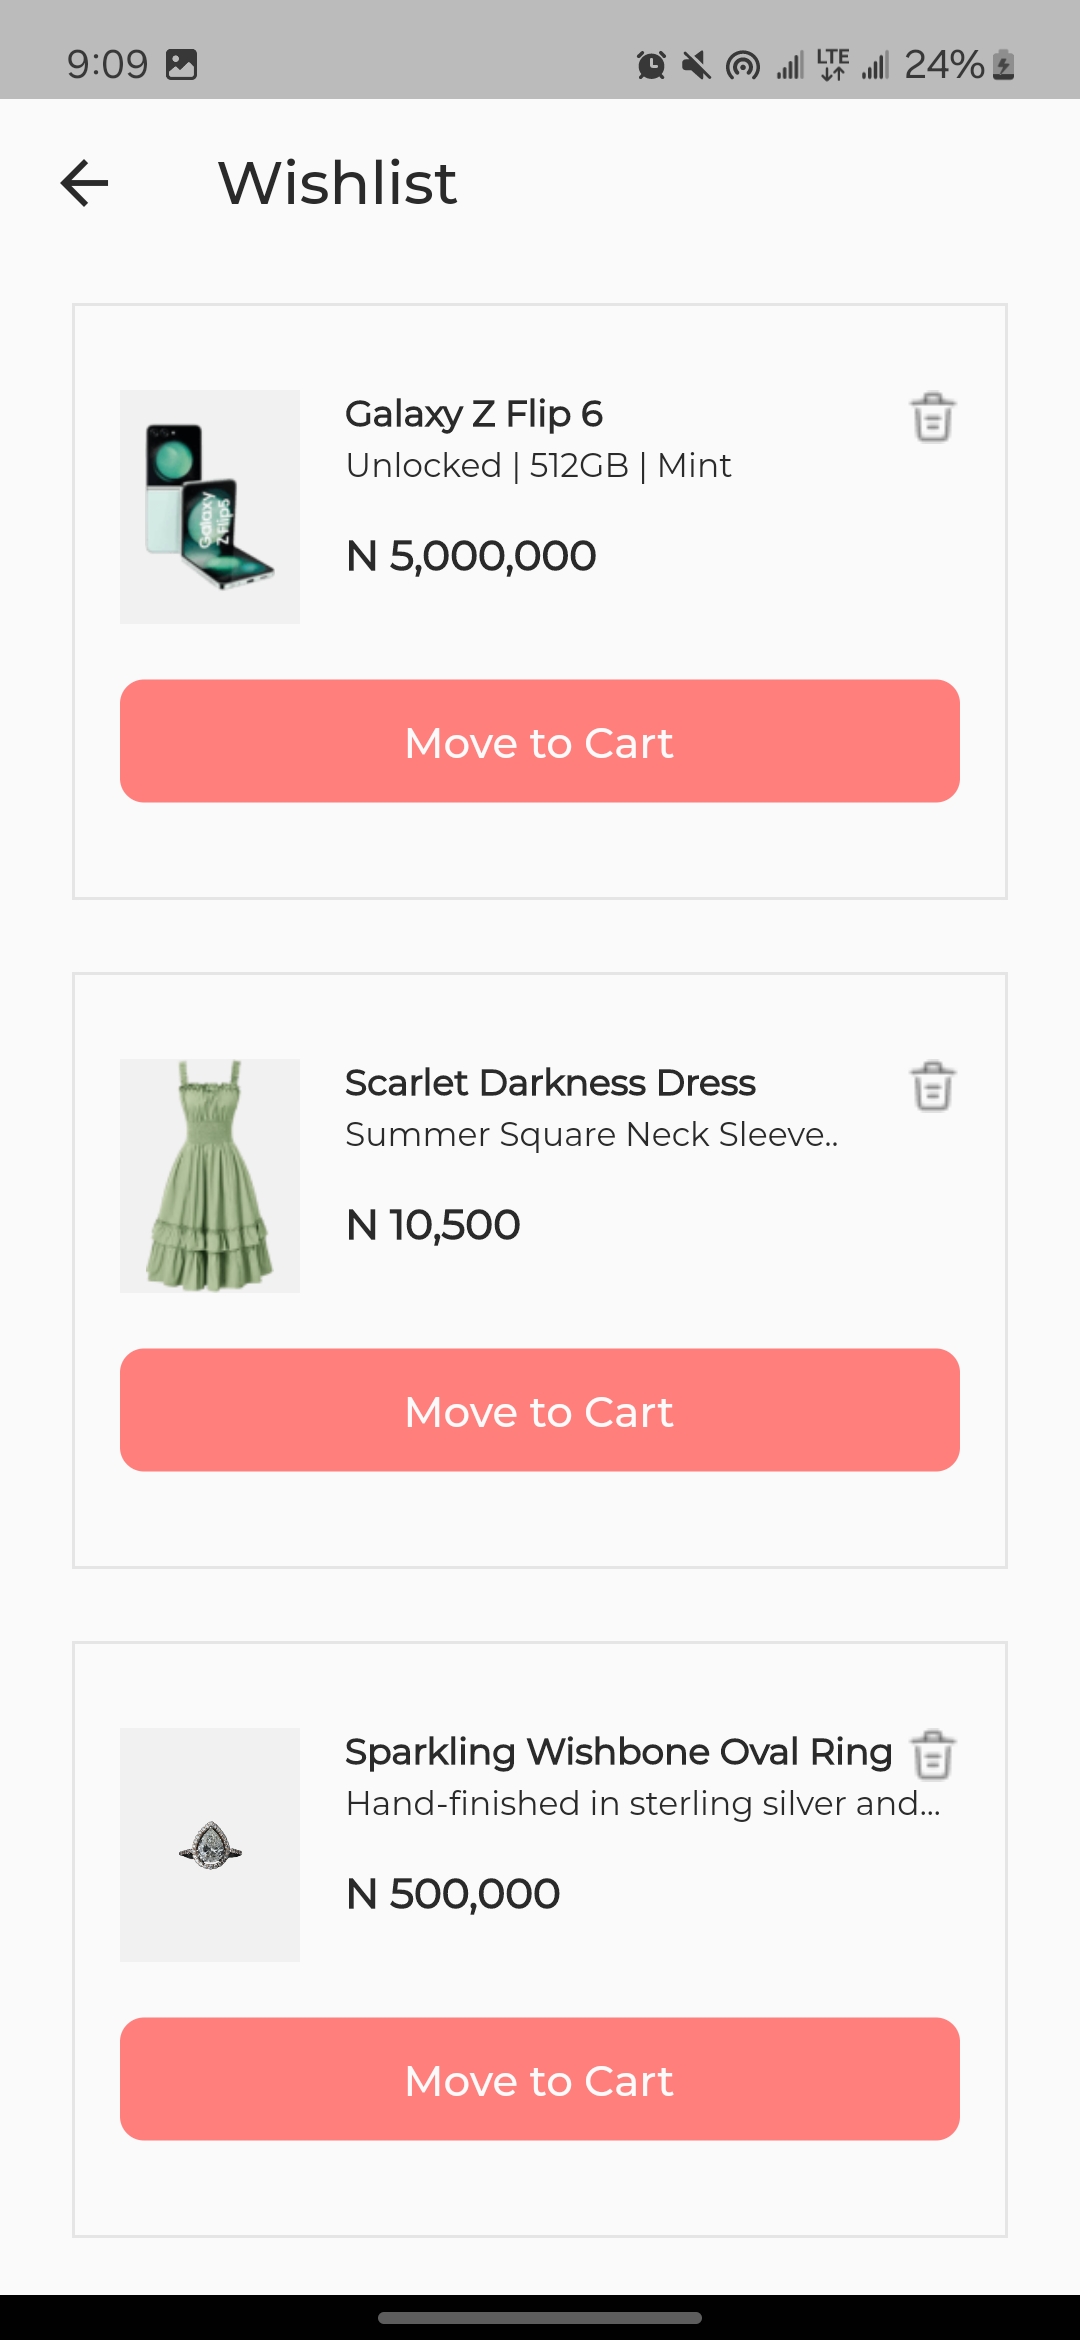 9:09 LTE 24%
Wishlist
Galaxy Z Flip 6
Unlocked | 512GB | Mint
N 5,000,000
Galaxy
Z Flip5
Move to Cart
Scarlet Darkness Dress
Summer Square Neck Sleeve..
N 10,500
Move to Cart
Sparkling Wishbone Oval Ring
Hand-finished in sterling silver and...
N 500,000
Move to Cart